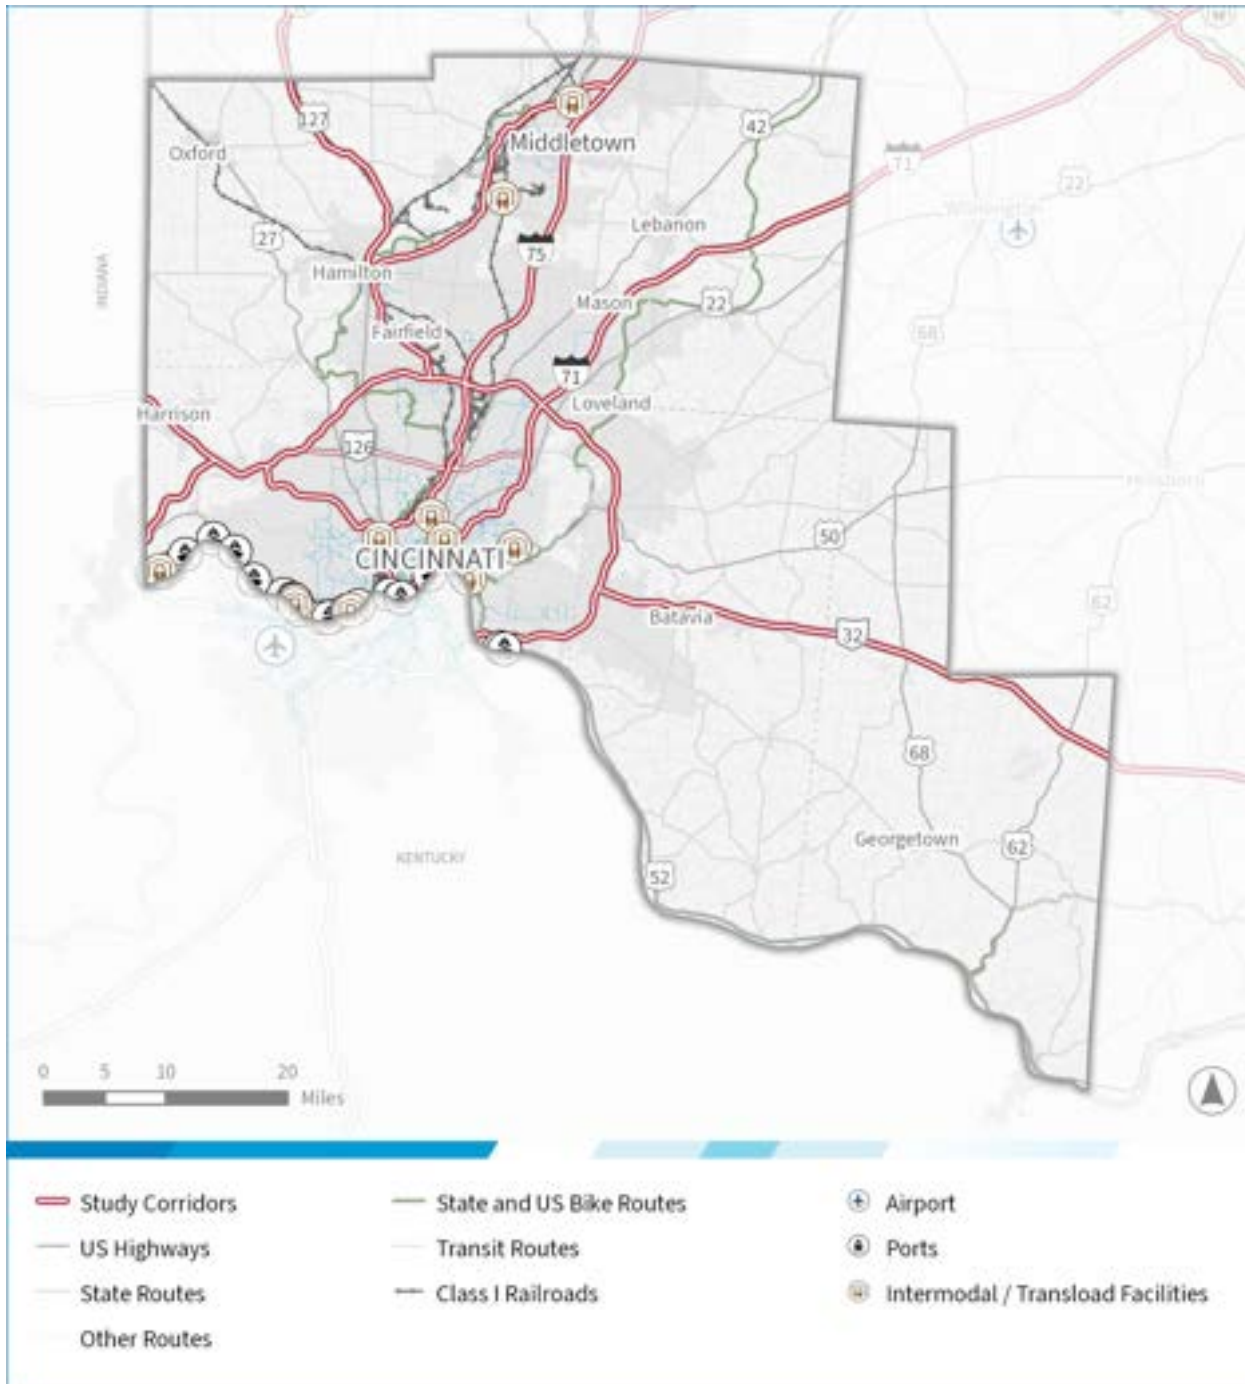 127
42
Oxford
Middletown
71
22
27
Lebanon
75
INDIANA
Hamilton
Mason
22
Fairfield
68
71
Harrison
Loveland
126
50
CINCINNATI
62
Batavia
32
68
Georgetown
62
KENTUCKY
52
0 5 10 20
Miles
Study Corridors
US Highways
State Routes
Other Routes
State and US Bike Routes
Transit Routes
Class I Railroads
Airport
Ports
Intermodal / Transload Facilities